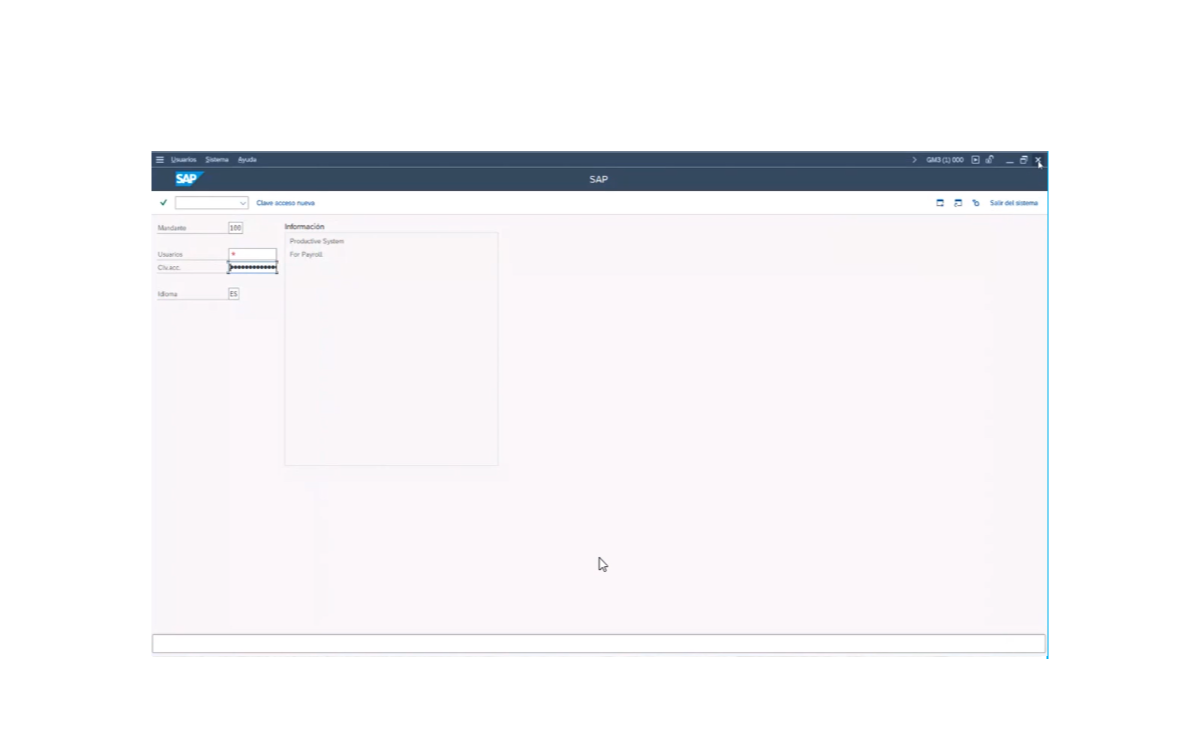 Usuarios Sistema Ayuda GM3 (1) 000
SAP SAP
Clave acceso nueva Salir del sistema
Mandante 100 Información
Productive System
Usuarios * For Payroll
Clv.acc. ************
Idioma ES